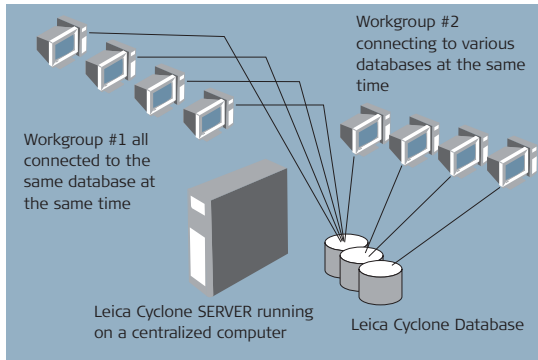 Workgroup #2
connecting to various
databases at the same
time
Workgroup #1 all
connected to the
same database at
the same time
Leica Cyclone SERVER running
on a centralized computer
Leica Cyclone Database